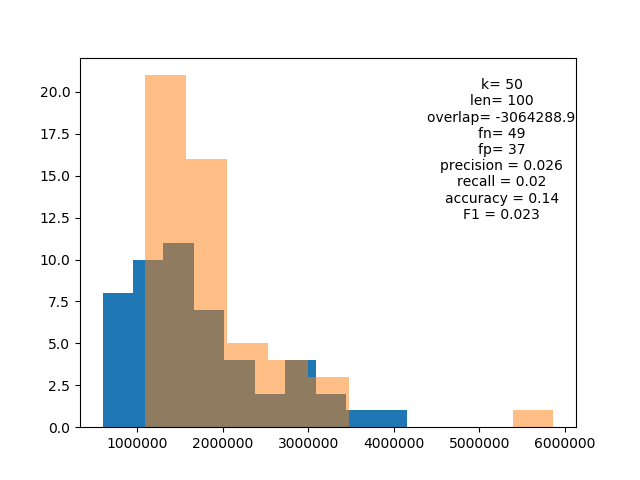 k= 50
len= 100
overlap= -3064288.9
fn= 49
fp= 37
precision = 0.026
recall = 0.02
accuracy = 0.14
F1 = 0.023
20.0
17.5
15.0
12.5
10.0
7.5
5.0
2.5
0.0
1000000 2000000 3000000 4000000 5000000 6000000